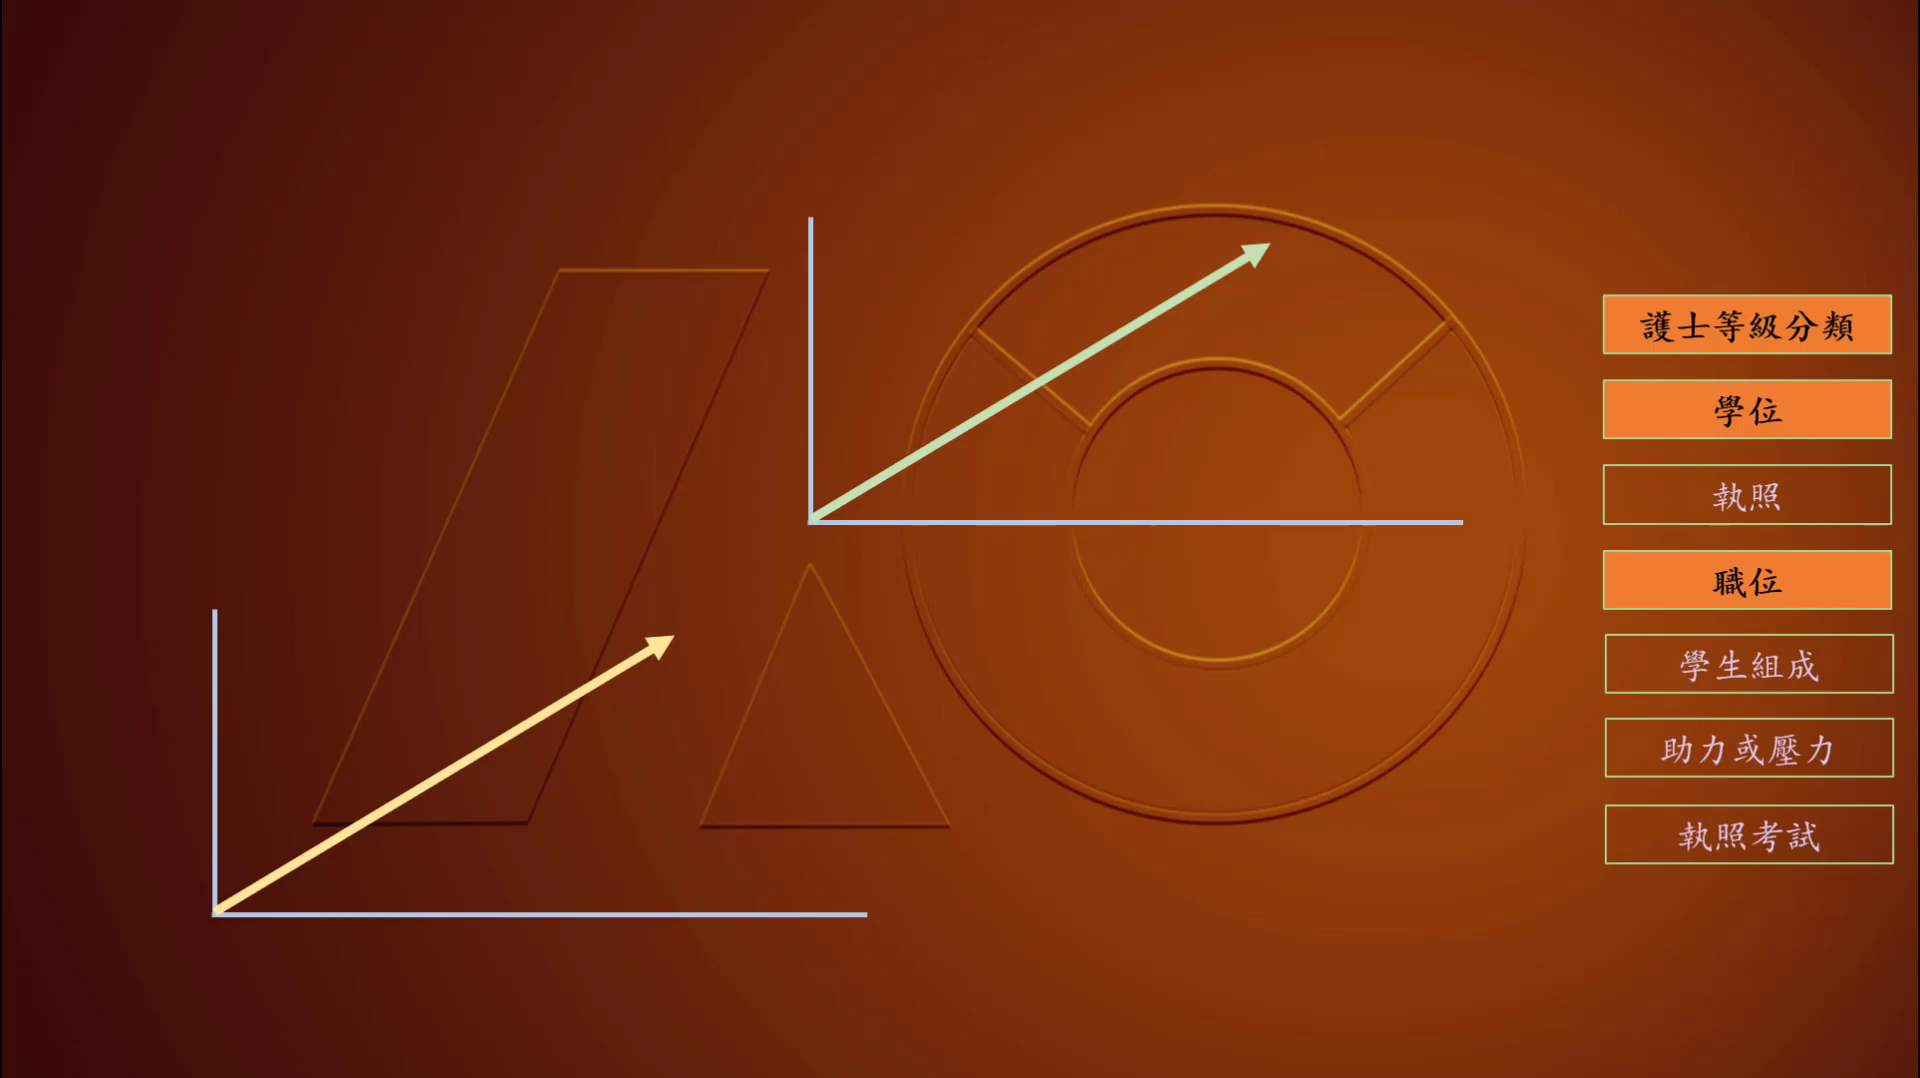 護士等級分類
學位
執照
職位
學生組成
助力或壓力
執照考試